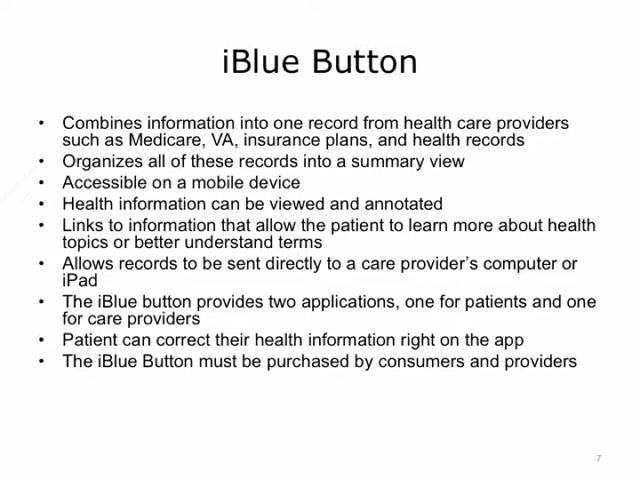 iBlue Button
• Combines information into one record from health care providers
such as Medicare, VA, insurance plans, and health records
• Organizes all of these records into a summary view
• Accessible on a mobile device
• Health information can be viewed and annotated
• Links to information that allow the patient to learn more about health
topics or better understand terms
• Allows records to be sent directly to a care provider's computer or
iPad
• The iBlue button provides two applications, one for patients and one
for care providers
• Patient can correct their health information right on the app
• The iBlue Button must be purchased by consumers and providers
7